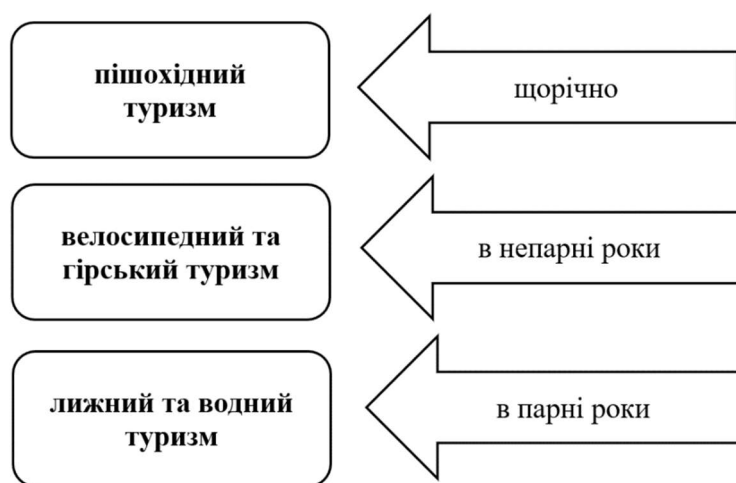 пішохідний
туризм
щорічно
велосипедний та
гірський туризм
в непарні роки
лижний та водний
туризм
в парні роки